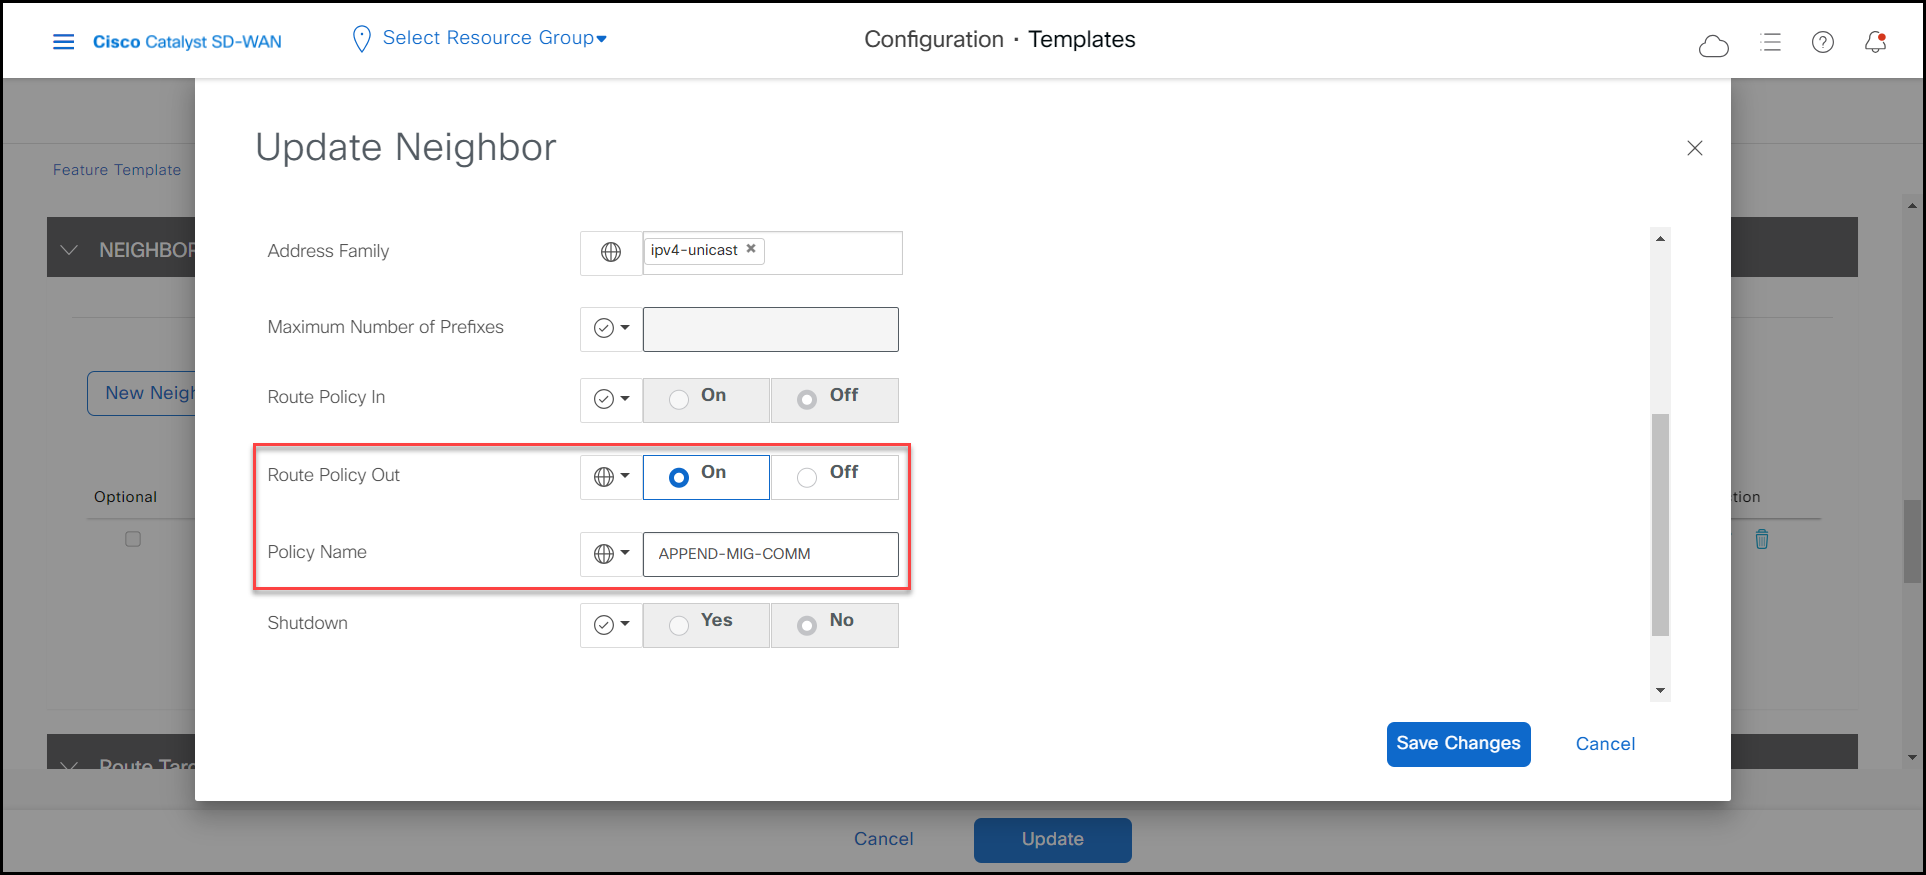 Cisco Catalyst SD-WAN
Select Resource Group
Configuration · Templates
Update Neighbor
Feature Template
NEIGHBOR
Address Family
ipv4-unicast
Maximum Number of Prefixes
New Neigh
Route Policy In
On
Off
Route Policy Out
On
Off
Optional
tion
Policy Name
APPEND-MIG-COMM
Shutdown
Yes
No
Save Changes
Cancel
Route Targ
Cancel
Update